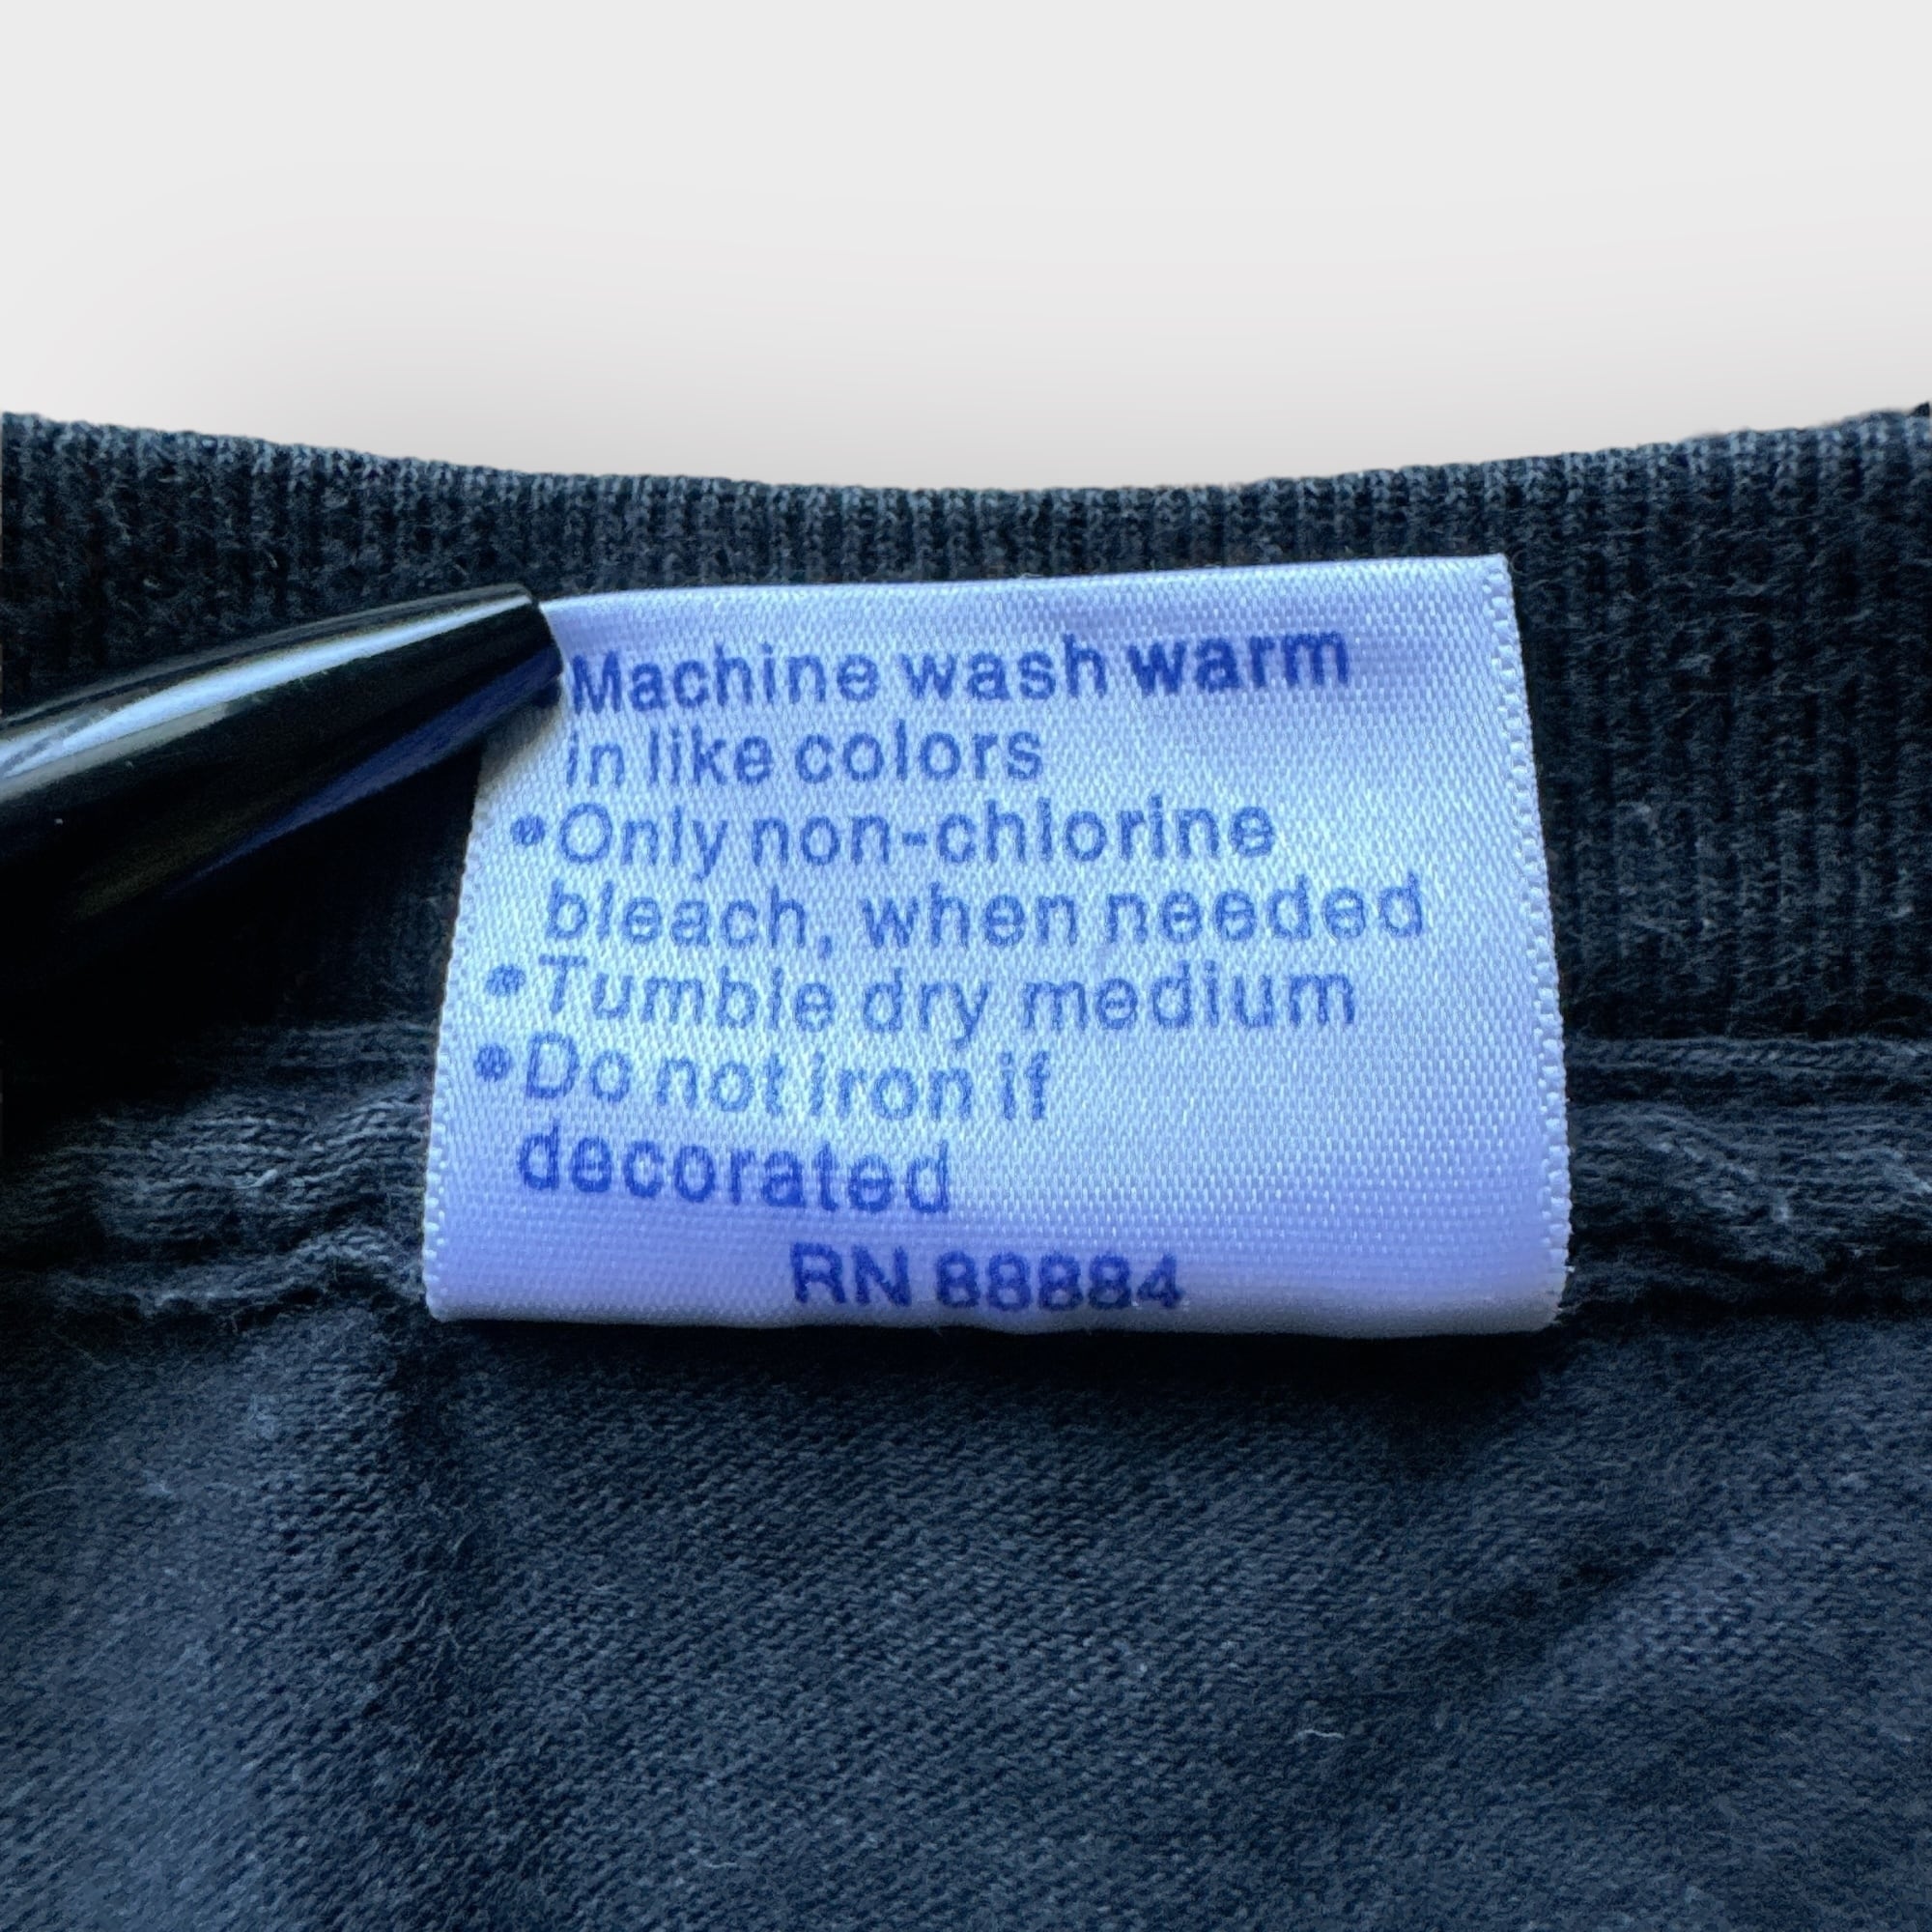 Machine wash warm
in like colors
•Only non-chlorine
bleach, when needed
•Tumble dry medium
•Do not iron if
decorated
RN 88884